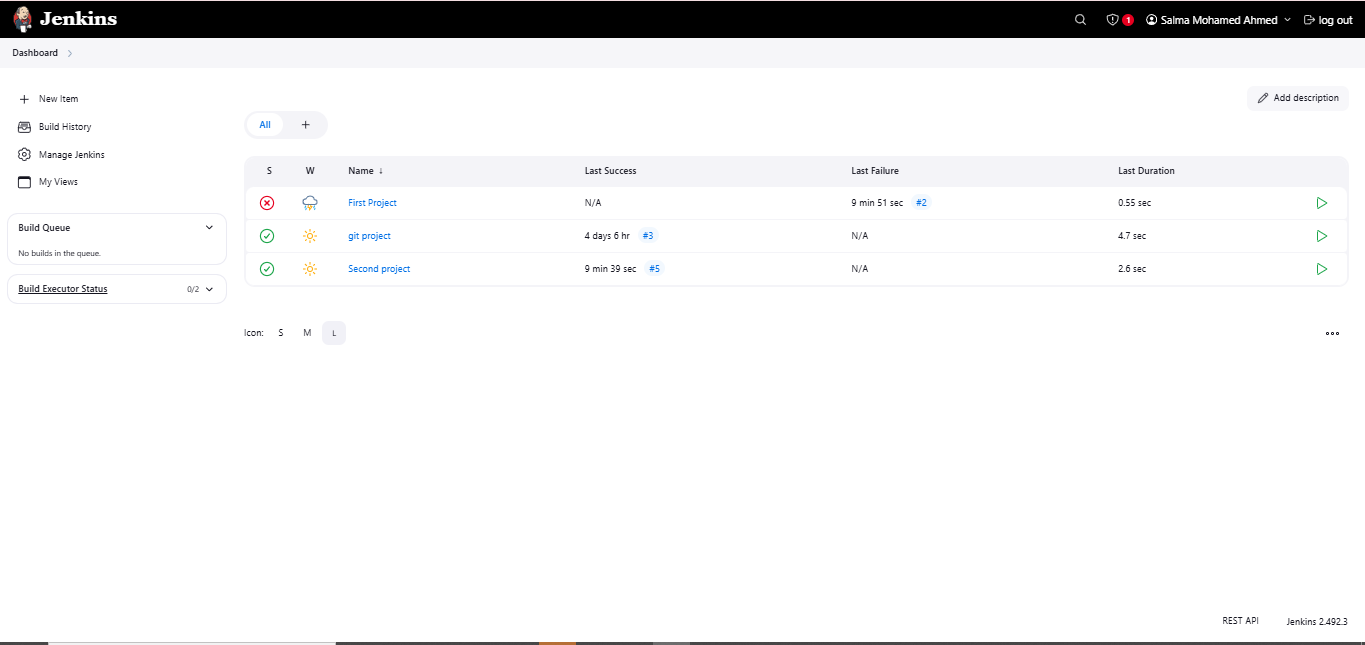 Jenkins
1 Salma Mohamed Ahmed log out
Dashboard
New Item
Build History
Manage Jenkins
My Views
Build Queue
No builds in the queue.
Build Executor Status 0/2
Add description
All +
S W Name ↓ Last Success Last Failure Last Duration
First Project N/A 9 min 51 sec #2 0.55 sec
git project 4 days 6 hr #3 N/A 4.7 sec
Second project 9 min 39 sec #5 N/A 2.6 sec
Icon: S M L
REST API Jenkins 2.492.3